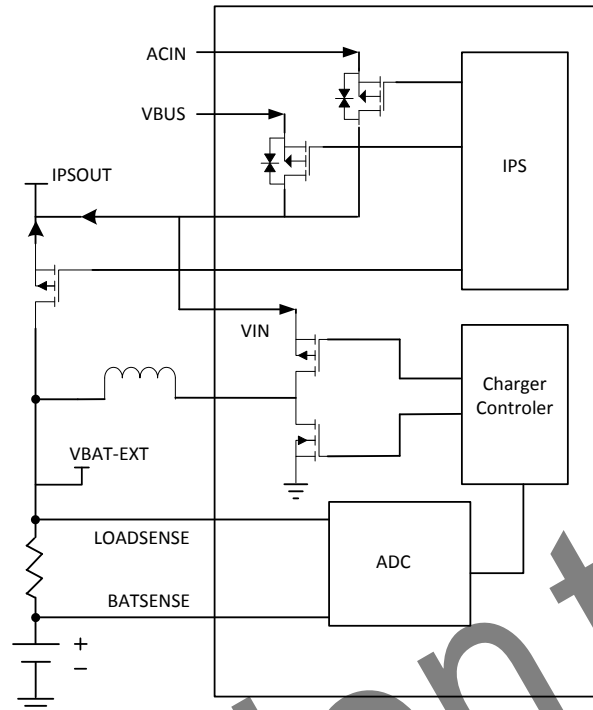 ACIN
VBUS
IPS
IPSOUT
VIN
Charger
Controler
VBAT-EXT
LOADSENSE
ADC
BATSENSE
+
−